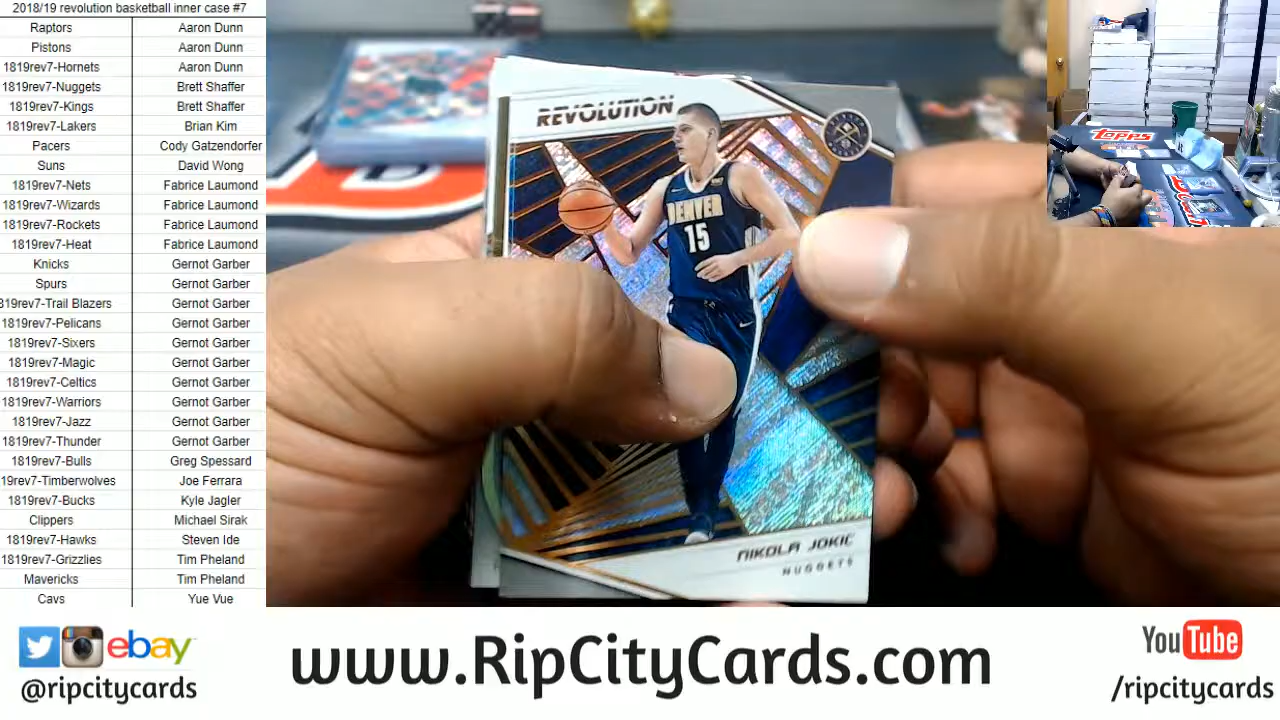 2018/19 revolution basketball inner case #7
Raptors Aaron Dunn
Pistons Aaron Dunn
1819rev7-Hornets Aaron Dunn
1819rev7-Nuggets Brett Shaffer
1819rev7-Kings Brett Shaffer
1819rev7-Lakers Brian Kim
Pacers Cody Gatzendorfer
Suns David Wong
1819rev7-Nets Fabrice Laumond
1819rev7-Wizards Fabrice Laumond
1819rev7-Rockets Fabrice Laumond
1819rev7-Heat Fabrice Laumond
Knicks Gernot Garber
Spurs Gernot Garber
819rev7-Trail Blazers Gernot Garber
1819rev7-Pelicans Gernot Garber
1819rev7-Sixers Gernot Garber
1819rev7-Magic Gernot Garber
1819rev7-Celtics Gernot Garber
1819rev7-Warriors Gernot Garber
1819rev7-Jazz Gernot Garber
1819rev7-Thunder Gernot Garber
1819rev7-Bulls Greg Spessard
19rev7-Timberwolves Joe Ferrara
1819rev7-Bucks Kyle Jagler
Clippers Michael Sirak
1819rev7-Hawks Steven Ide
1819rev7-Grizzlies Tim Pheland
Mavericks Tim Pheland
Cavs Yue Vue
REVOLUTION
DENVER
15
NIKOLA JOKIC
NUGGETS
Topps
ebay
@ripcitycards
www.RipCityCards.com
YouTube
/ripcitycards